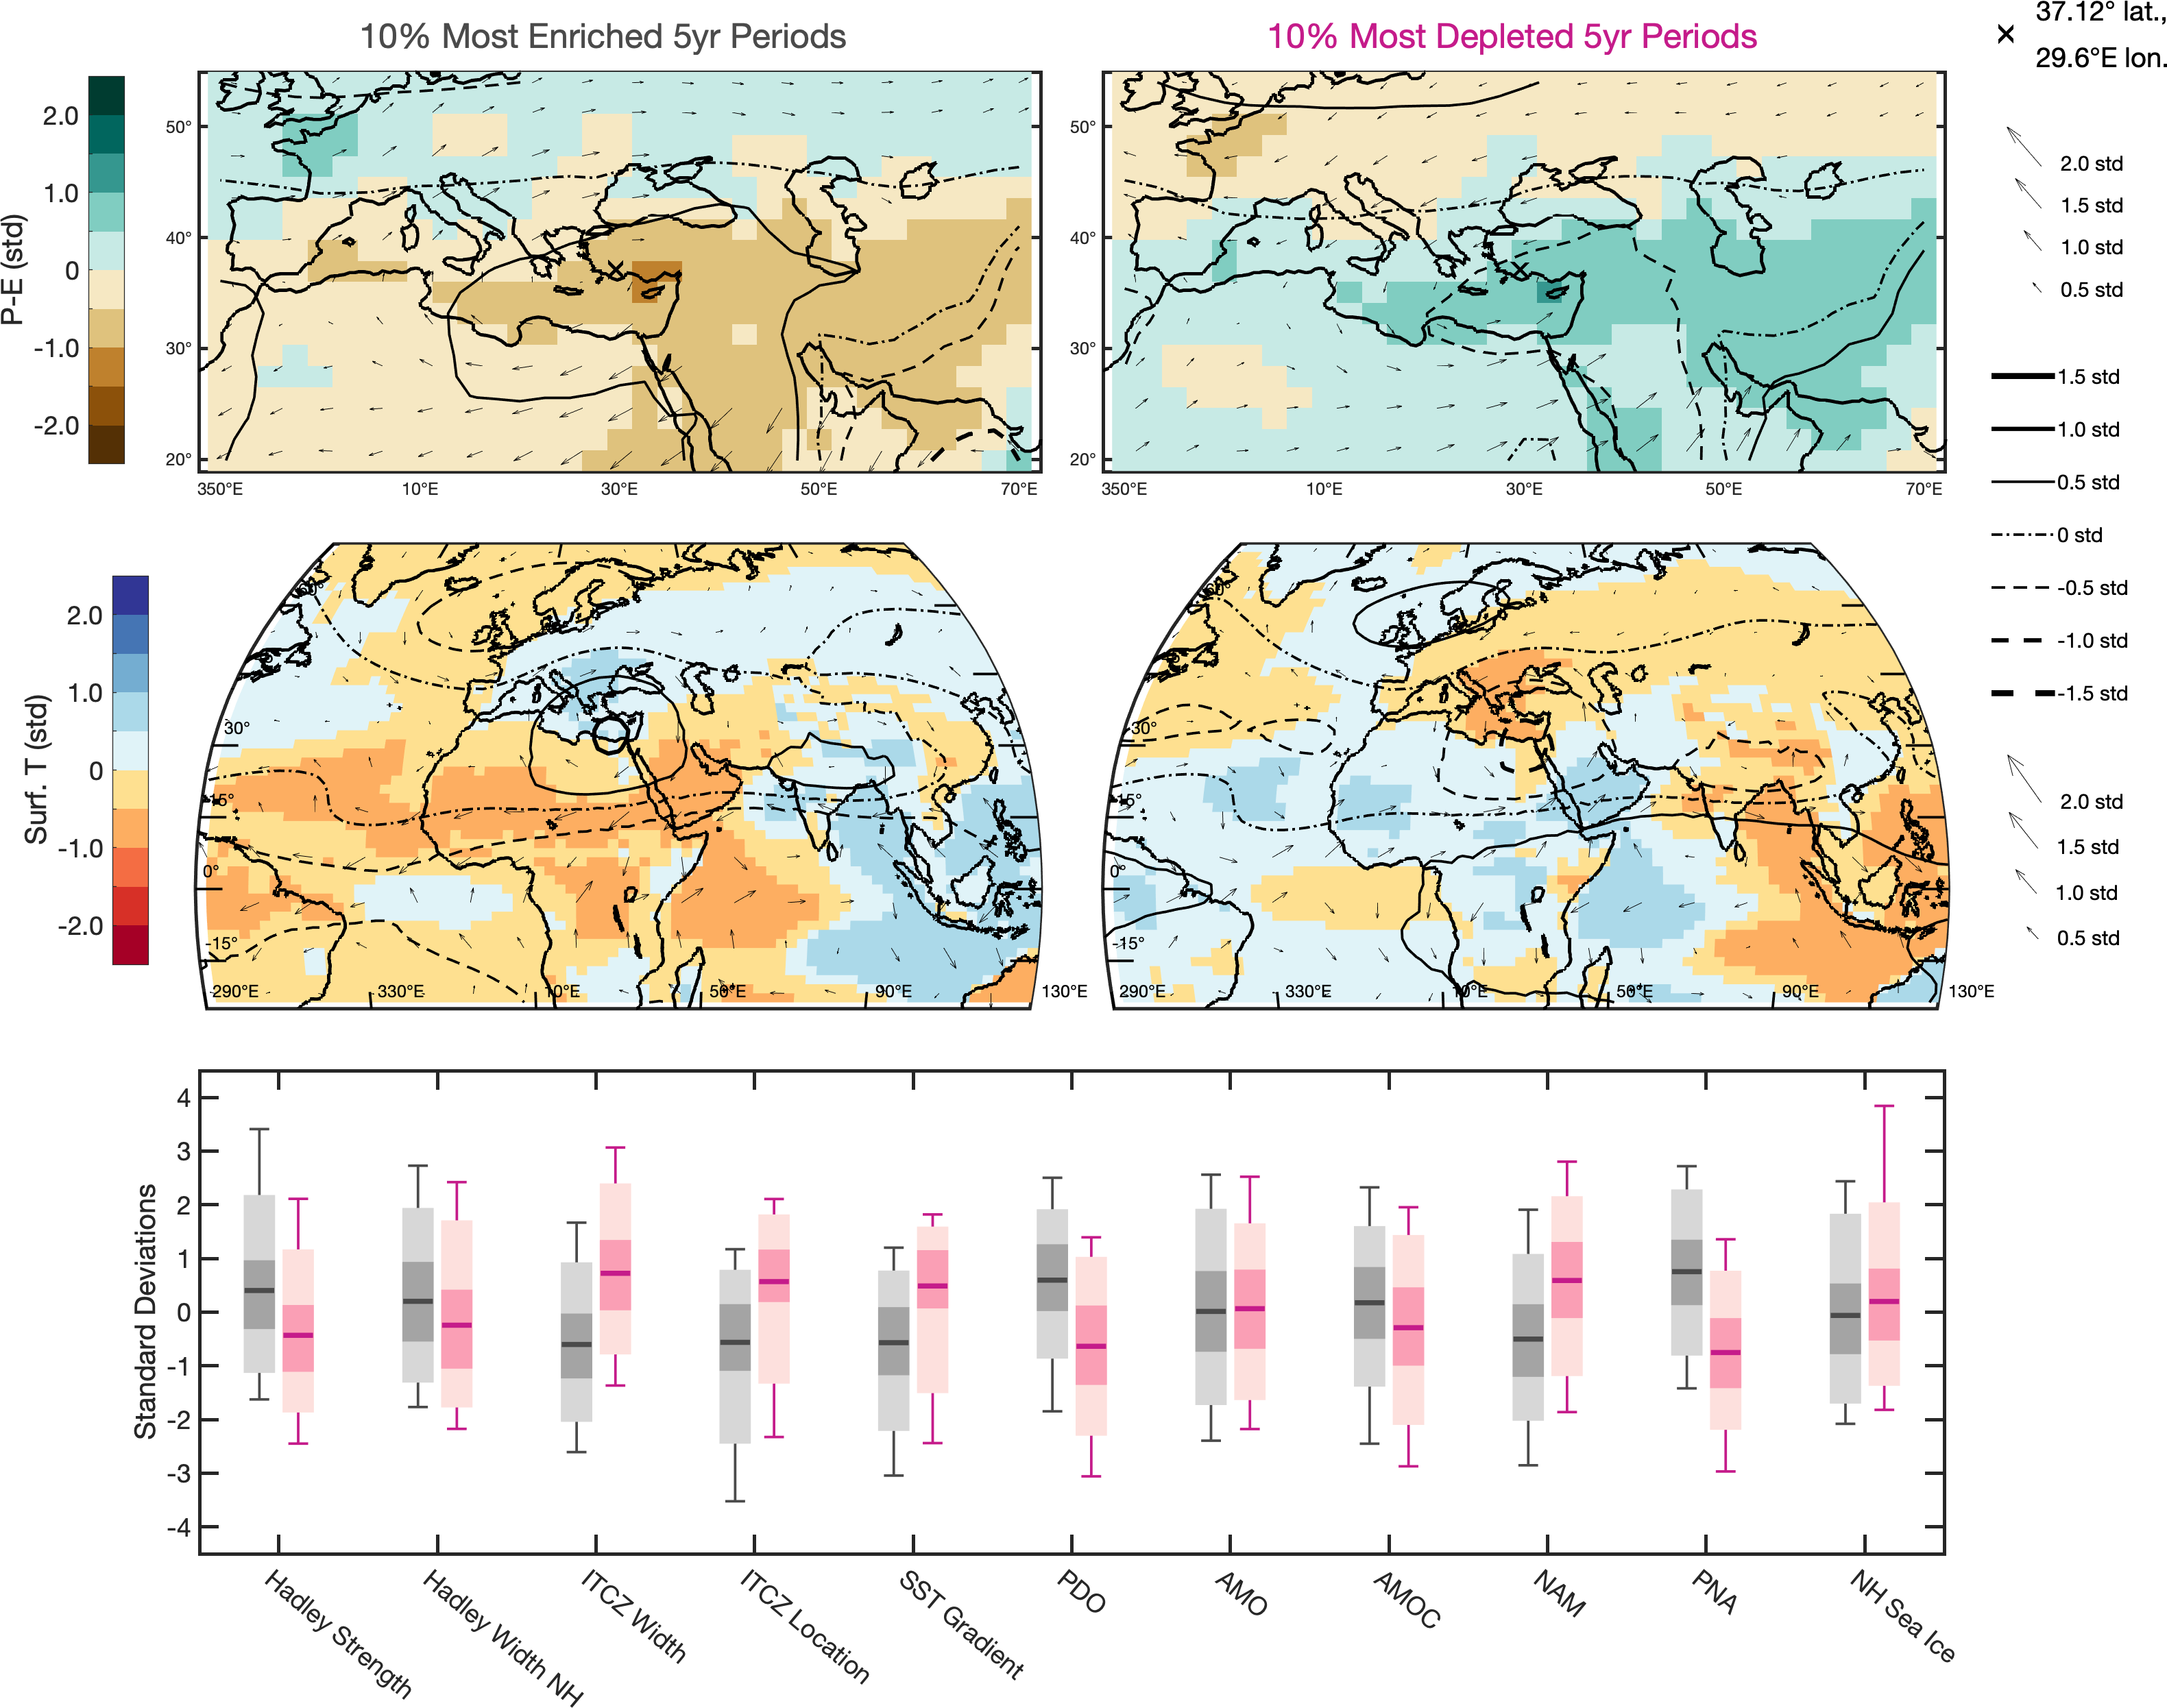 10% Most Enriched 5yr Periods
10% Most Depleted 5yr Periods
37.12° lat.,
29.6°E lon.
P-E (std)
2.0
1.0
0
-1.0
-2.0
50°
40°
30°
20°
350°E
10°E
30°E
50°E
70°E
50°
40°
30°
20°
350°E
10°E
30°E
50°E
70°E
2.0 std
1.5 std
1.0 std
0.5 std
1.5 std
1.0 std
0.5 std
0 std
-0.5 std
-1.0 std
-1.5 std
2.0 std
1.5 std
1.0 std
0.5 std
Surf. T (std)
2.0
1.0
0
-1.0
-2.0
60°
30°
15°
0°
-15°
290°E
330°E
10°E
50°E
90°E
130°E
60°
30°
15°
0°
-15°
290°E
330°E
10°E
50°E
90°E
130°E
Standard Deviations
4
3
2
1
0
-1
-2
-3
-4
Hadley Strength
Hadley Width NH
ITCZ Width
ITCZ Location
SST Gradient
PDO
AMO
AMOC
NAM
PNA
NH Sea Ice